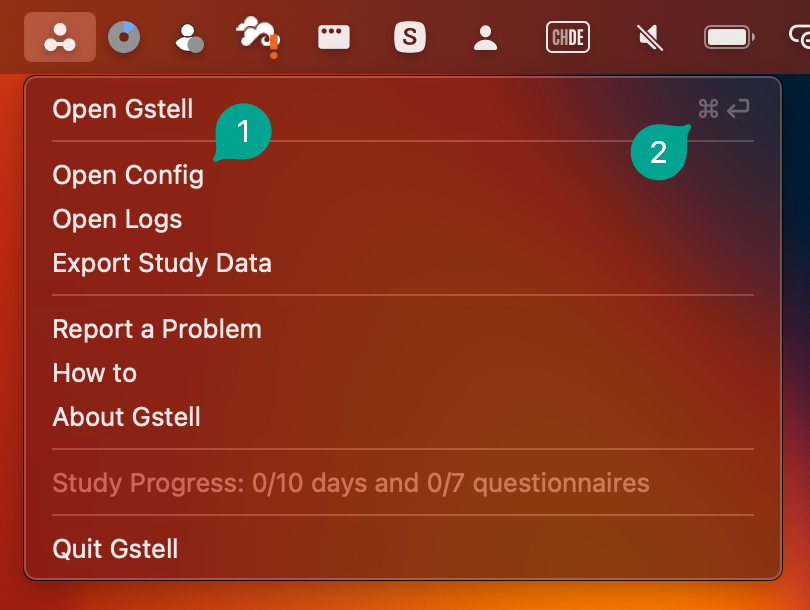 S
CHDE
Open Gstell ⌘ ↩
1
2
Open Config
Open Logs
Export Study Data
Report a Problem
How to
About Gstell
Study Progress: 0/10 days and 0/7 questionnaires
Quit Gstell